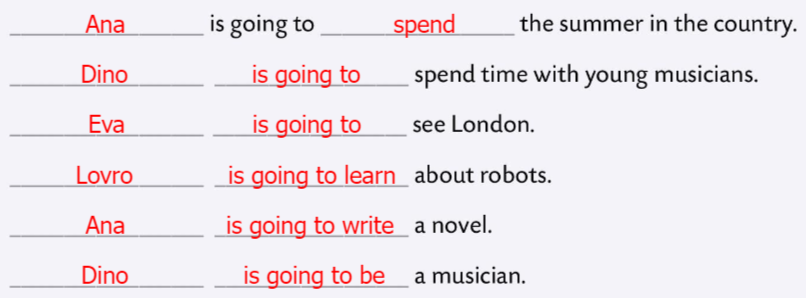 Ana is going to spend the summer in the country.
Dino is going to spend time with young musicians.
Eva is going to see London.
Lovro is going to learn about robots.
Ana is going to write a novel.
Dino is going to be a musician.